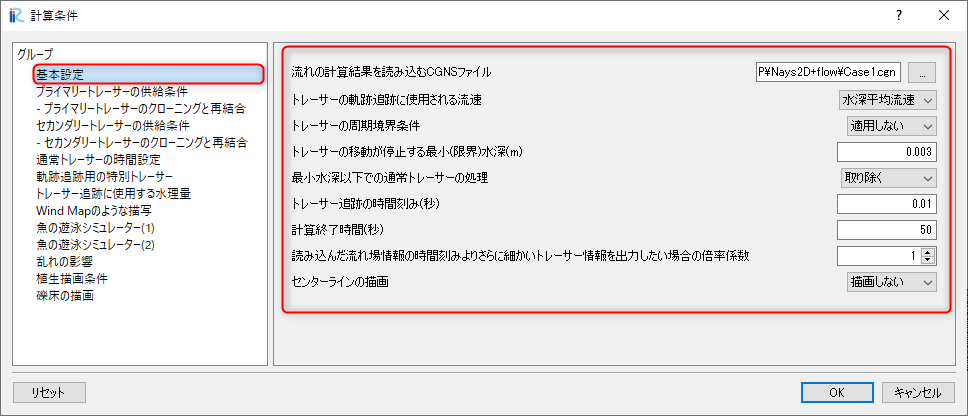 計算条件
グループ
基本設定
プライマリートレーサーの供給条件
- プライマリートレーサーのクローニングと再結合
セカンダリートレーサーの供給条件
- セカンダリートレーサーのクローニングと再結合
通常トレーサーの時間設定
軌跡追跡用の特別トレーサー
トレーサー追跡に使用する水理量
Wind Mapのような描写
魚の遊泳シミュレーター(1)
魚の遊泳シミュレーター(2)
乱れの影響
植生描画条件
礫床の描画
流れの計算結果を読み込むCGNSファイル P¥Nays2D+flow¥Case1.cgn ...
トレーサーの軌跡追跡に使用される流速 水深平均流速
トレーサーの周期境界条件 適用しない
トレーサーの移動が停止する最小(限界)水深(m) 0.003
最小水深以下での通常トレーサーの処理 取り除く
トレーサー追跡の時間刻み(秒) 0.01
計算終了時間(秒) 50
読み込んだ流れ場情報の時間刻みよりさらに細かいトレーサー情報を出力したい場合の倍率係数 1
センターラインの描画 描画しない
リセット OK キャンセル